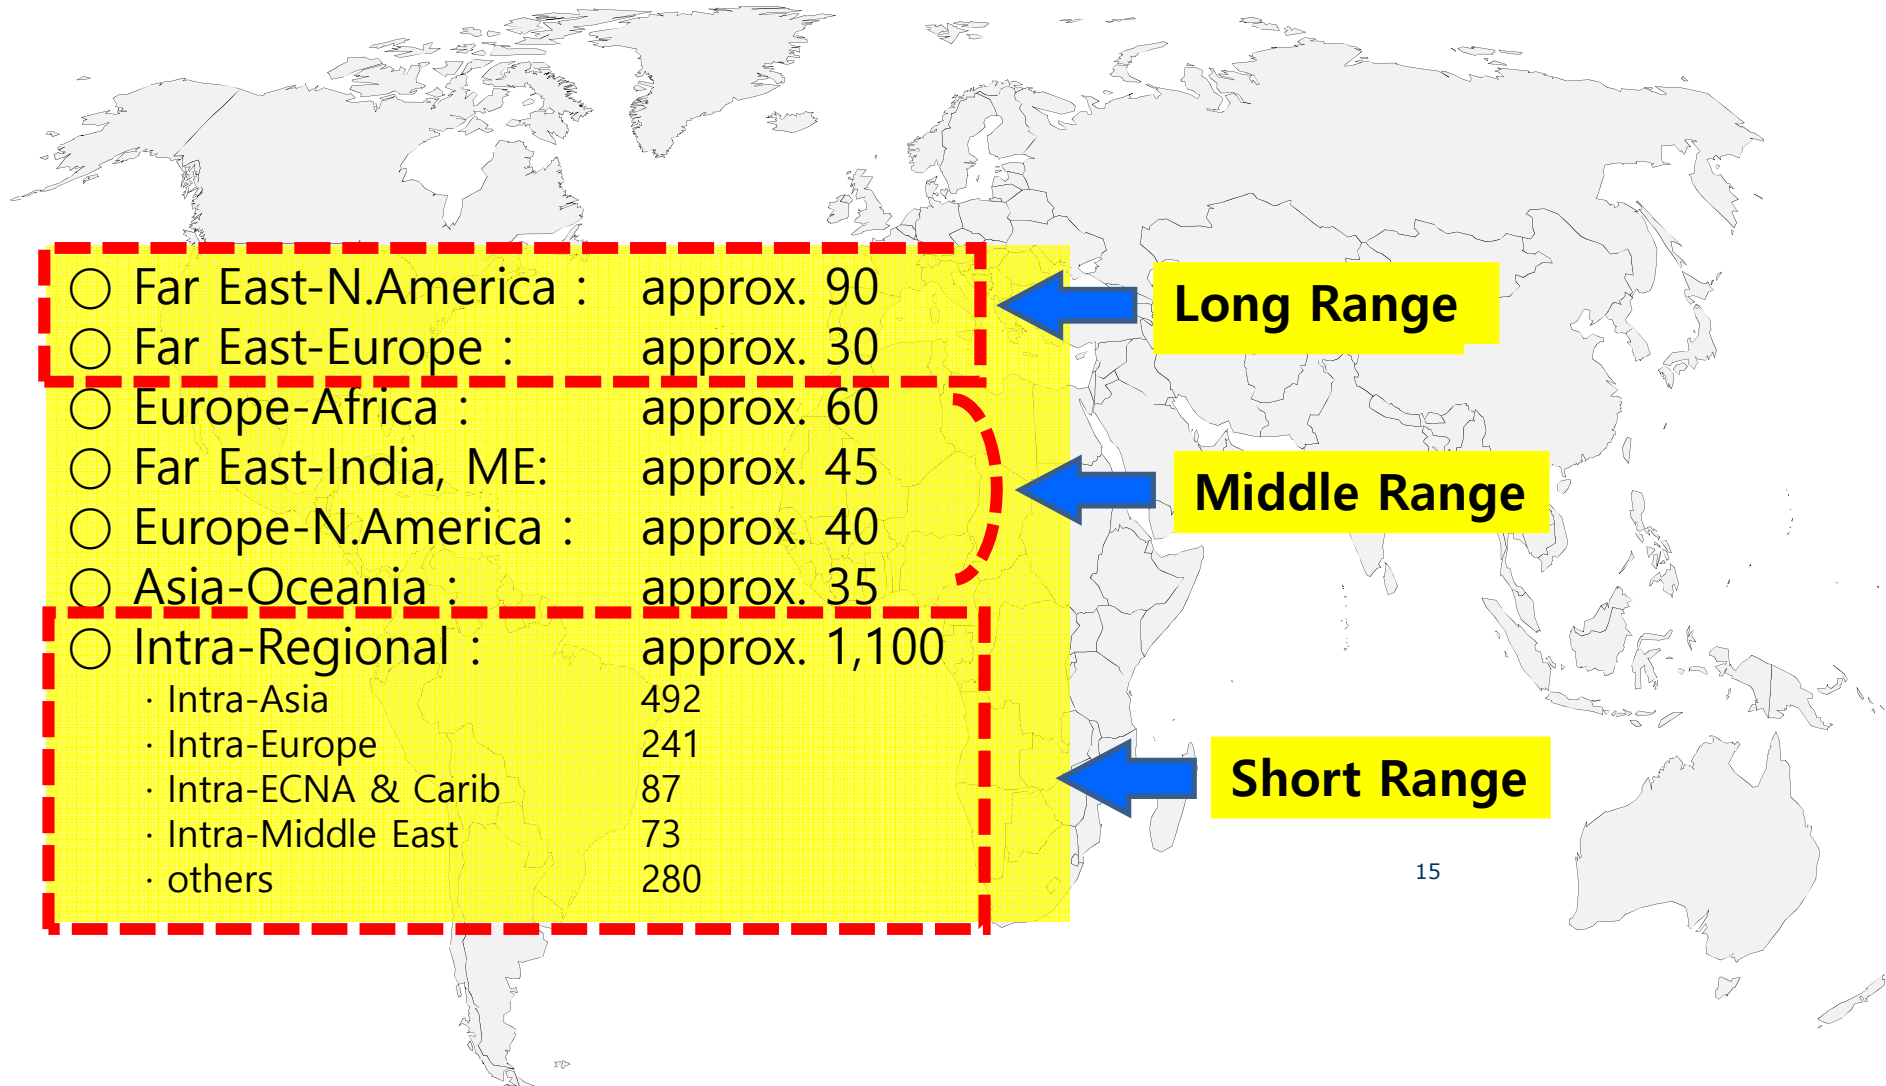 ○ Far East-N.America : approx. 90
○ Far East-Europe : approx. 30
Long Range
○ Europe-Africa : approx. 60
○ Far East-India, ME: approx. 45
○ Europe-N.America : approx. 40
○ Asia-Oceania : approx. 35
Middle Range
○ Intra-Regional : approx. 1,100
· Intra-Asia 492
· Intra-Europe 241
· Intra-ECNA & Carib 87
· Intra-Middle East 73
· others 280
Short Range
15